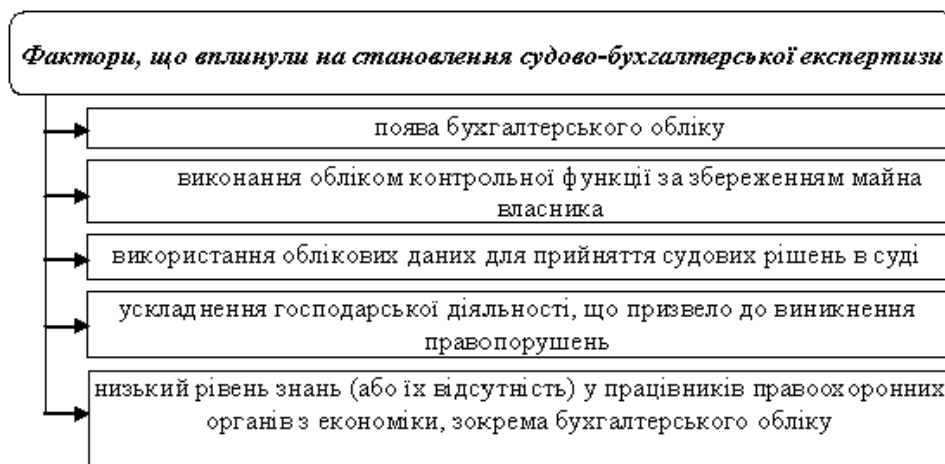 Фактори, що вплинули на становлення судово-бухгалтерської експертизи
поява бухгалтерського обліку
виконання обліком контрольної функції за збереженням майна
власника
використання облікових даних для прийняття судових рішень в суді
ускладнення господарської діяльності, що призвело до виникнення
правопорушень
низький рівень знань (або їх відсутність) у працівників правоохоронних
органів з економіки, зокрема бухгалтерського обліку